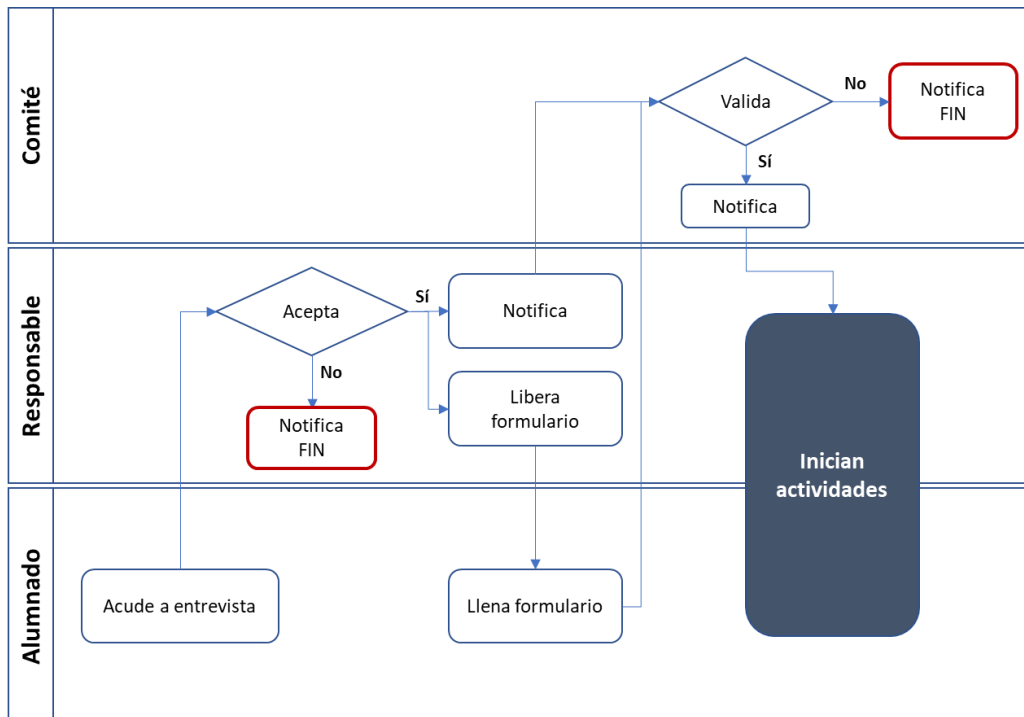 Comité
Valida
No
Notifica
FIN
Sí
Notifica
Responsable
Acepta
Sí
Notifica
No
Notifica
FIN
Libera
formulario
Inician
actividades
Alumnado
Acude a entrevista
Llena formulario